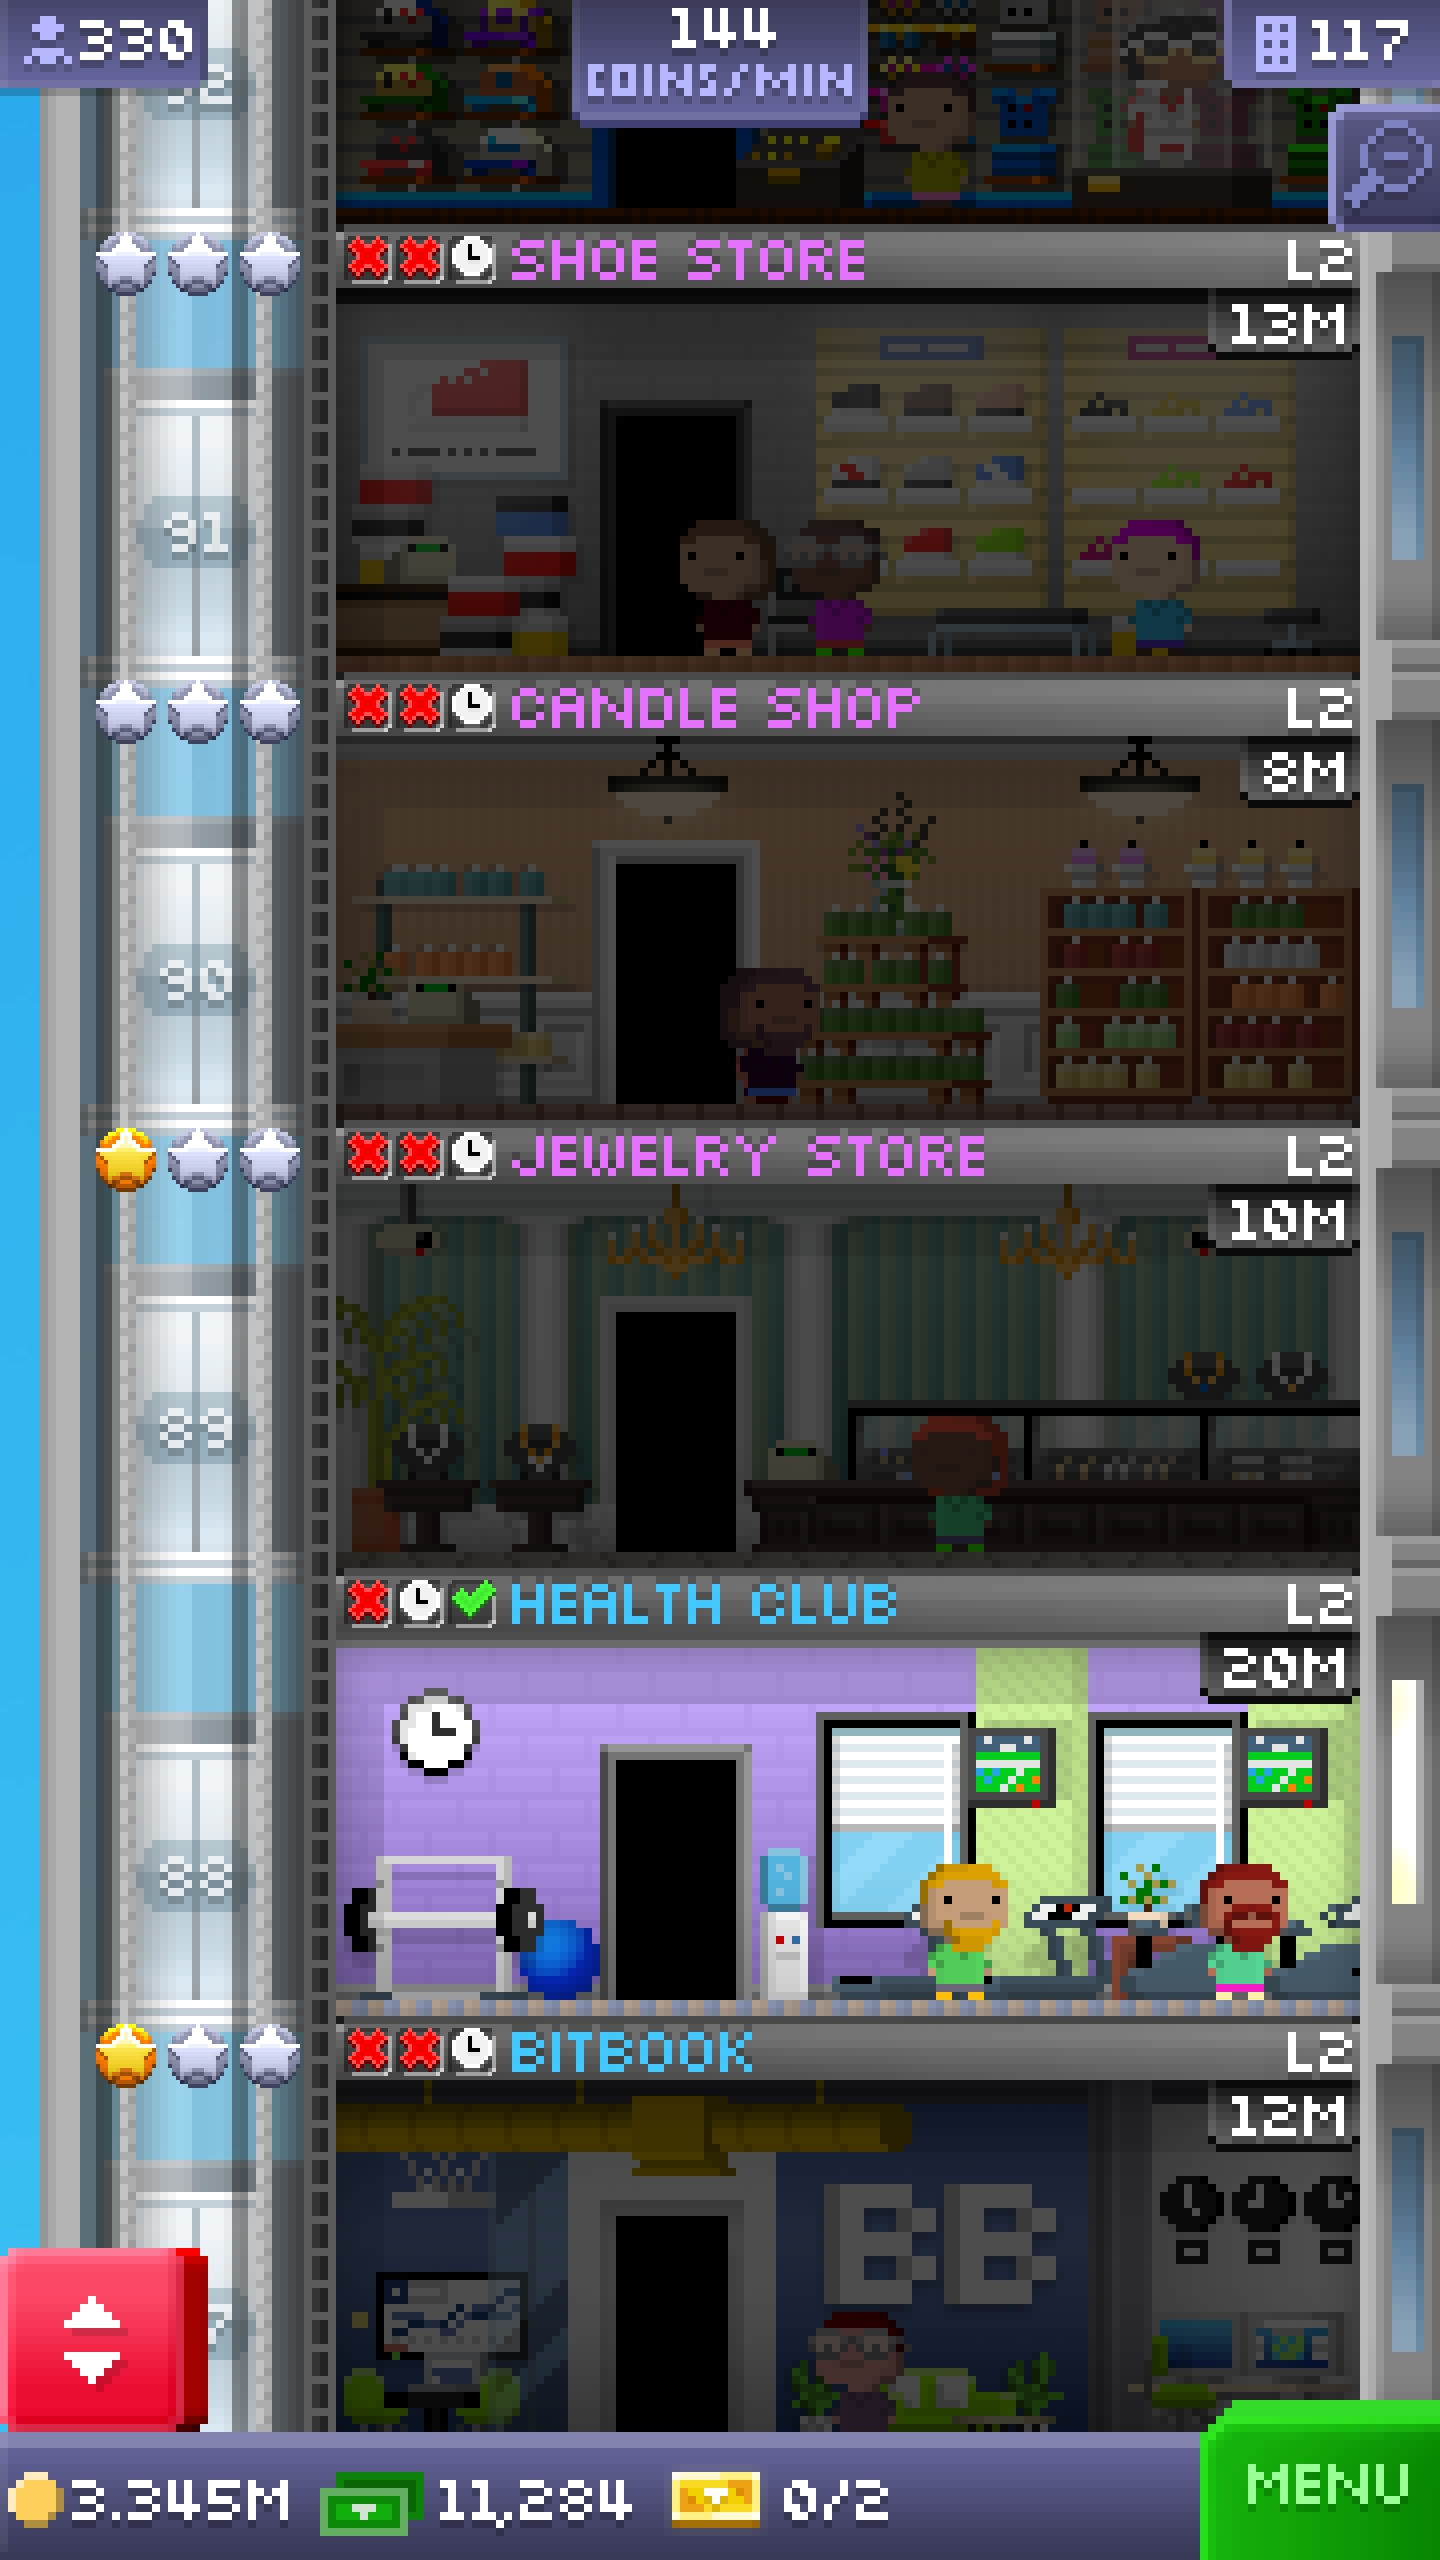 330
144
COINS/MIN
117
SHOE STORE
L2
13M
91
CANDLE SHOP
L2
8M
90
JEWELRY STORE
L2
10M
89
HEALTH CLUB
L2
20M
88
BITBOOK
L2
12M
BB
3.345M
11,284
0/2
MENU